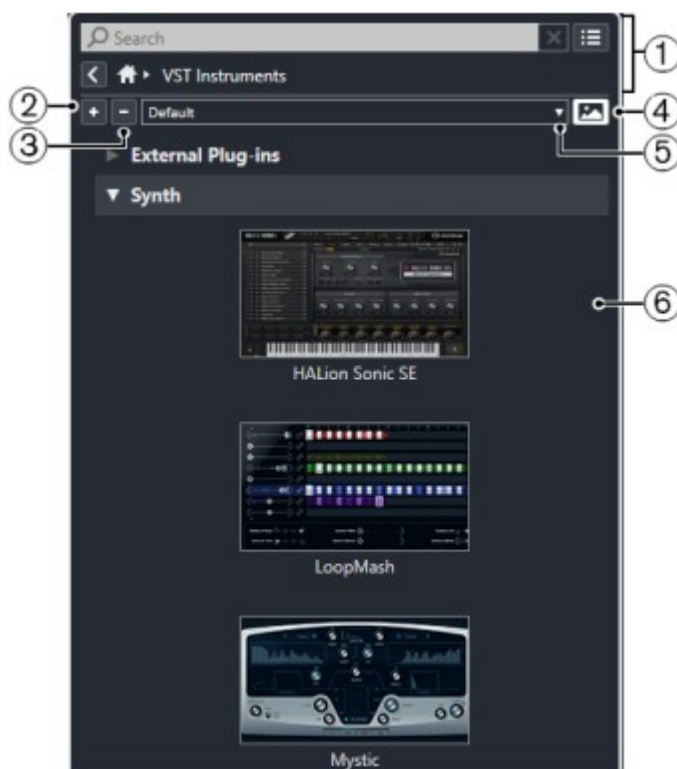 Search
①
VST Instruments
②
+ - Default
④
③
⑤
External Plug-ins
Synth
⑥
HALion Sonic SE
LoopMash
Mystic